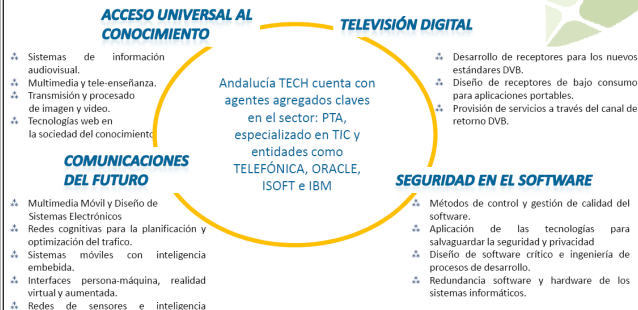 ACCESO UNIVERSAL AL
CONOCIMIENTO
Sistemas de información
audiovisual.
Multimedia y tele-enseñanza.
Transmisión y procesado
de imagen y video.
Tecnologías web en
la sociedad del conocimiento
TELEVISIÓN DIGITAL
Desarrollo de receptores para los nuevos
estándares DVB.
Diseño de receptores de bajo consumo
para aplicaciones portables.
Provisión de servicios a través del canal de
retorno DVB.
Andalucía TECH cuenta con
agentes agregados claves
en el sector: PTA,
especializado en TIC y
entidades como
TELEFÓNICA, ORACLE,
ISOFT e IBM
COMUNICACIONES
DEL FUTURO
Multimedia Móvil y Diseño de
Sistemas Electrónicos
Redes cognitivas para la planificación y
optimización del trafico.
Sistemas móviles con inteligencia
embebida.
Interfaces persona-máquina, realidad
virtual y aumentada.
Redes de sensores e inteligencia
SEGURIDAD EN EL SOFTWARE
Métodos de control y gestión de calidad del
software.
Aplicación de las tecnologías para
salvaguardar la seguridad y privacidad
Diseño de software crítico e ingeniería de
procesos de desarrollo.
Redundancia software y hardware de los
sistemas informáticos.